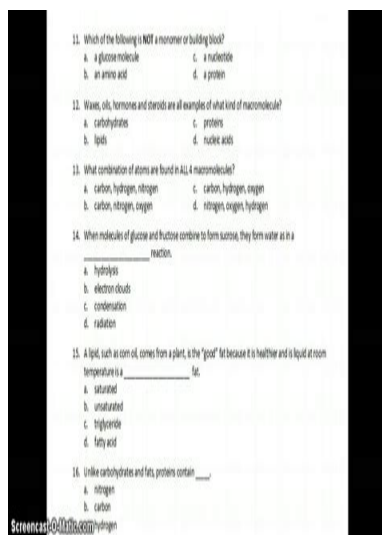 11. Which of the following is NOT a monomer or building block?
a. a glucose molecule
c. a nucleotide
b. an amino acid
d. a protein
12. Waxes, oils, hormones and steroids are all examples of what kind of macromolecule?
a. carbohydrates
c. proteins
b. lipids
d. nucleic acids
13. What combination of atoms are found in ALL 4 macromolecules?
a. carbon, hydrogen, nitrogen
c. carbon, hydrogen, oxygen
b. carbon, nitrogen, oxygen
d. nitrogen, oxygen, hydrogen
14. When molecules of glucose and fructose combine to form sucrose, they form water as in a
____________ reaction.
a. hydrolysis
b. electron clouds
c. condensation
d. radiation
15. A lipid, such as corn oil, comes from a plant, is the "good" fat because it is healthier and is liquid at room
temperature is a ____________ fat.
a. saturated
b. unsaturated
c. triglyceride
d. fatty acid
16. Unlike carbohydrates and fats, proteins contain ____.
a. nitrogen
b. carbon
hydrogen
Screencast-O-Matic.com